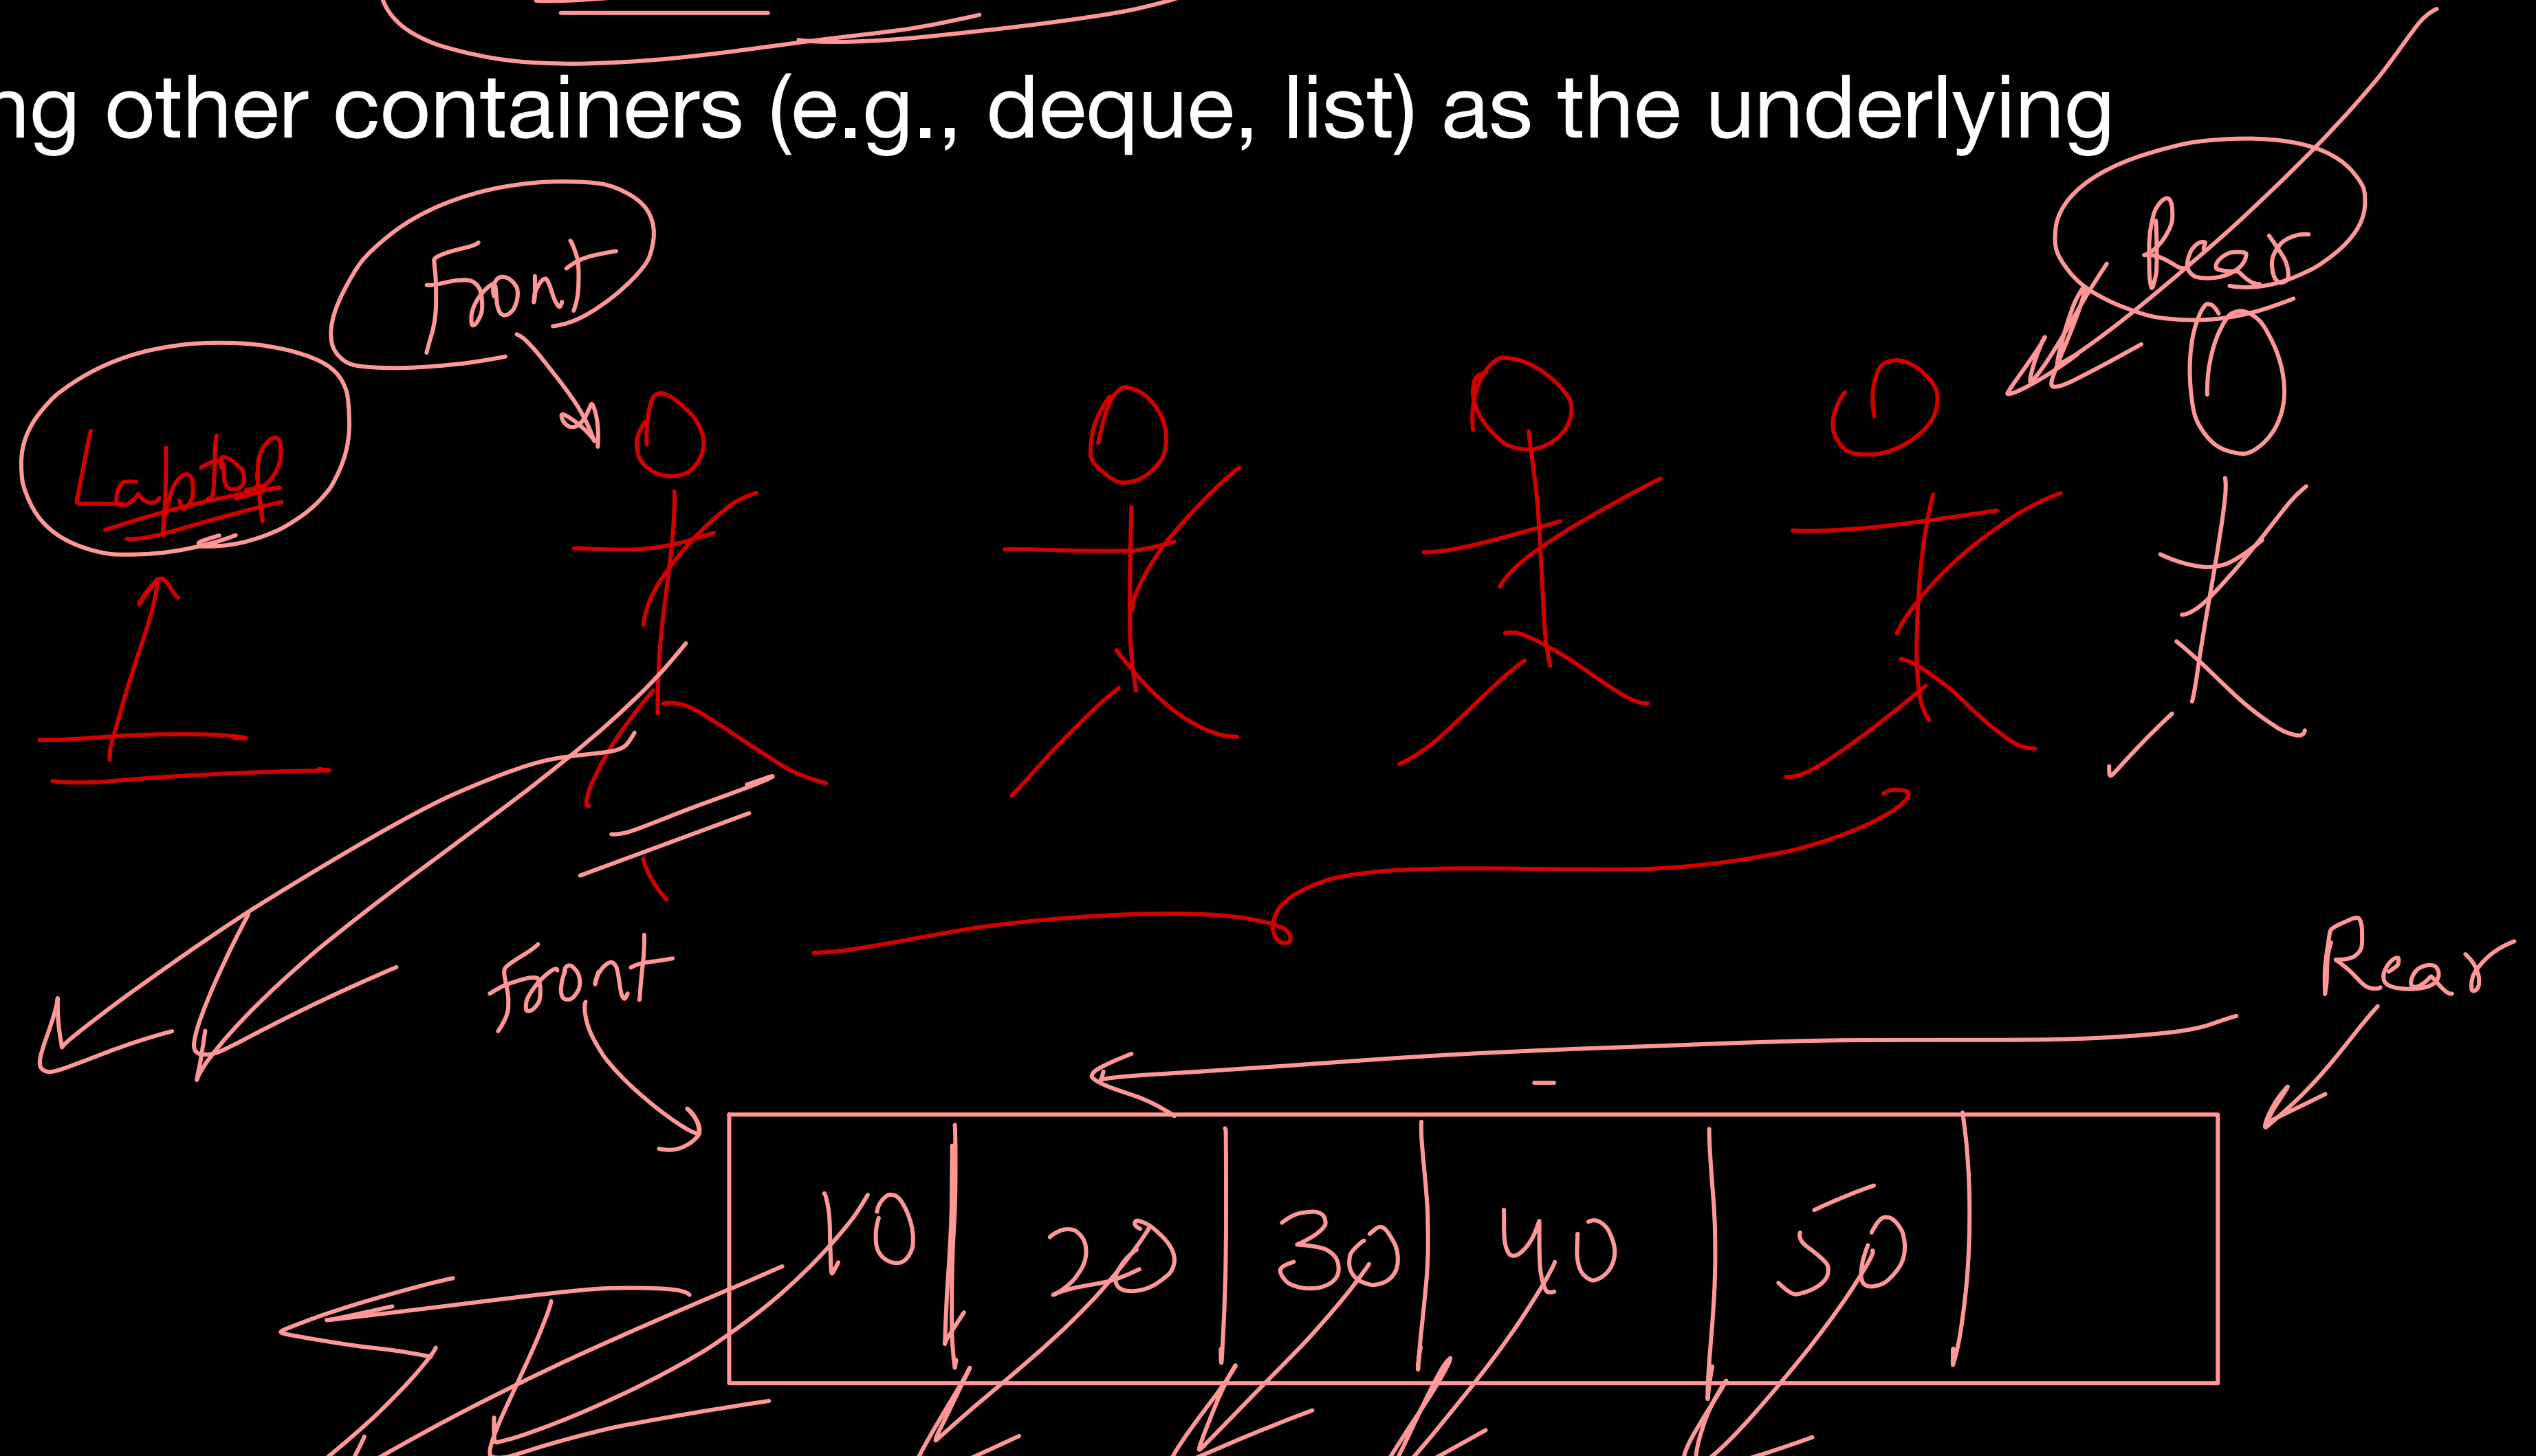 ng other containers (e.g., deque, list) as the underlying
Front
Rear
Laptop
Front
Rear
10 20 30 40 50